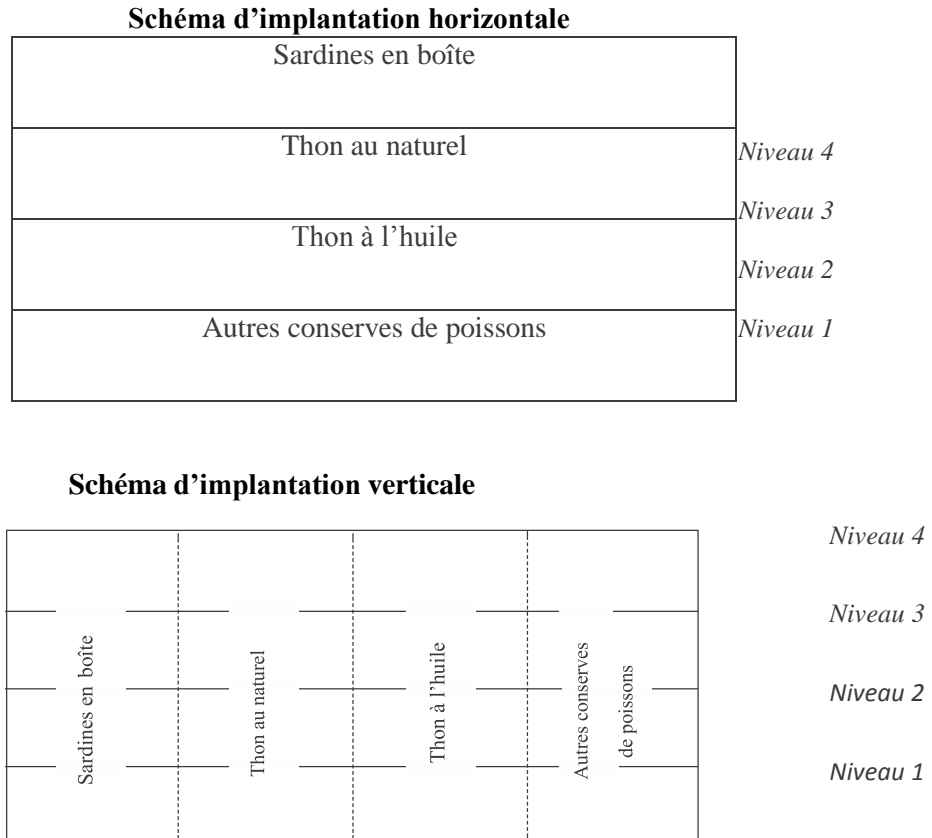 Schéma d’implantation horizontale
Sardines en boîte
Thon au naturel
Niveau 4
Niveau 3
Thon à l’huile
Niveau 2
Autres conserves de poissons
Niveau 1
Schéma d’implantation verticale
Niveau 4
Niveau 3
Niveau 2
Niveau 1
Sardines en boîte
Thon au naturel
Thon à l’huile
Autres conserves
de poissons